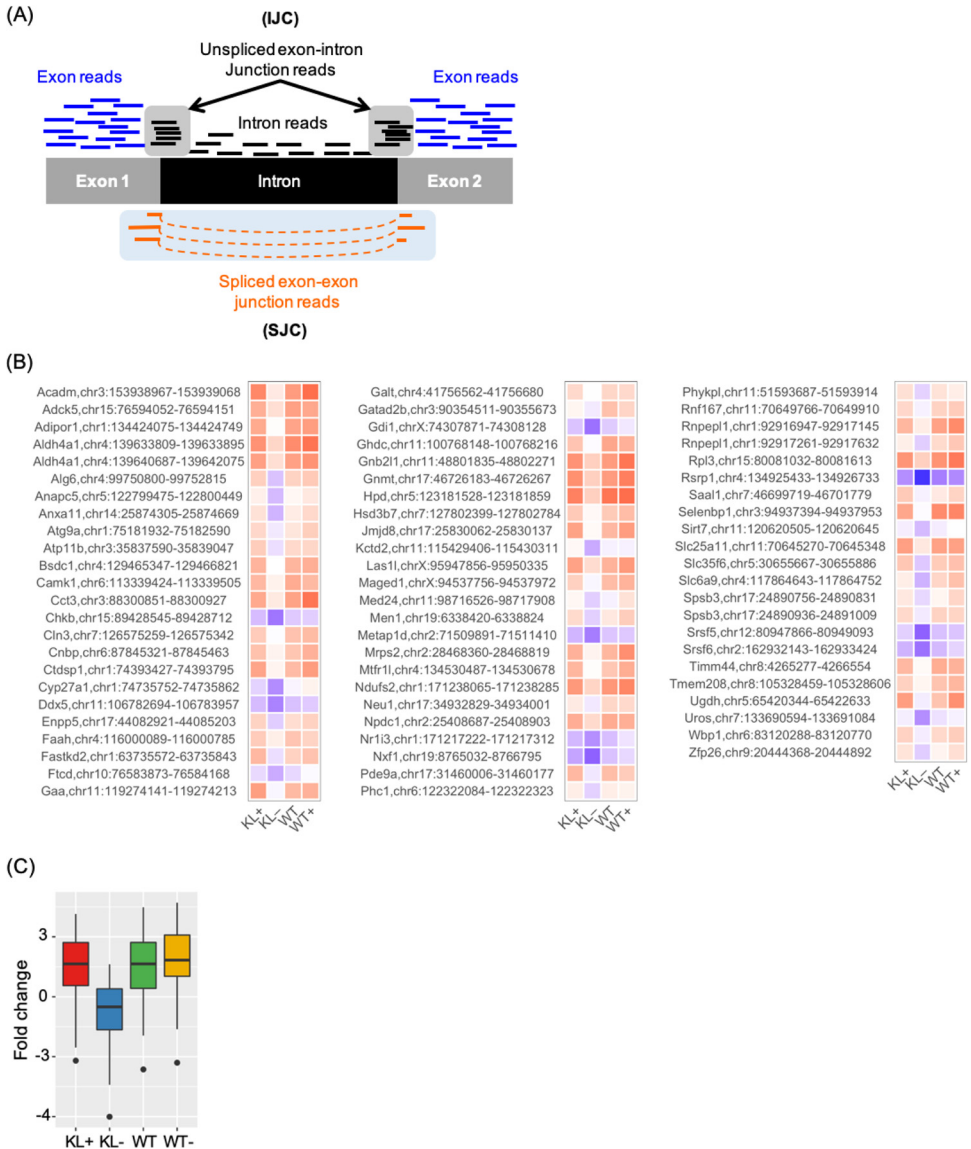 (A)
(IJC)
Unspliced exon-intron
Junction reads
Exon reads
Exon reads
Intron reads
Exon 1
Intron
Exon 2
Spliced exon-exon
junction reads
(SJC)
(B)
Acadm,chr3:153938967-153939068
Adck5,chr15:76594052-76594151
Adipor1,chr1:134424075-134424749
Aldh4a1,chr4:139633809-139633895
Aldh4a1,chr4:139640687-139642075
Alg6,chr4:99750800-99752815
Anapc5,chr5:122799475-122800449
Anxa11,chr14:25874305-25874669
Atg9a,chr1:75181932-75182590
Atp11b,chr3:35837590-35839047
Bsdc1,chr4:129465347-129466821
Camk1,chr6:113339424-113339505
Cct3,chr3:88300851-88300927
Chkb,chr15:89428545-89428712
Cln3,chr7:126575259-126575342
Cnbp,chr6:87845321-87845463
Ctdsp1,chr1:74393427-74393795
Cyp27a1,chr1:74735752-74735862
Ddx5,chr11:106782694-106783957
Enpp5,chr17:44082921-44085203
Faah,chr4:116000089-116000785
Fastkd2,chr1:63735572-63735843
Ftcd,chr10:76583873-76584168
Gaa,chr11:119274141-119274213
KL+
KL-
WT
WT+
Galt,chr4:41756562-41756680
Gatad2b,chr3:90354511-90355673
Gdi1,chrX:74307871-74308128
Ghdc,chr11:100768148-100768216
Gnb2l1,chr11:48801835-48802271
Gnmt,chr17:46726183-46726267
Hpd,chr5:123181528-123181859
Hsd3b7,chr7:127802399-127802784
Jmjd8,chr17:25830062-25830137
Kctd2,chr11:115429406-115430311
Las1l,chrX:95947856-95950335
Maged1,chrX:94537756-94537972
Med24,chr11:98716526-98717908
Men1,chr19:6338420-6338824
Metap1d,chr2:71509891-71511410
Mrps2,chr2:28468360-28468819
Mtfr1l,chr4:134530487-134530678
Ndufs2,chr1:171238065-171238285
Neu1,chr17:34932829-34934001
Npdc1,chr2:25408687-25408903
Nr1i3,chr1:171217222-171217312
Nxf1,chr19:8765032-8766795
Pde9a,chr17:31460006-31460177
Phc1,chr6:122322084-122322323
KL+
KL-
WT
WT+
Phykpl,chr11:51593687-51593914
Rnf167,chr11:70649766-70649910
Rnpepl1,chr1:92916947-92917145
Rnpepl1,chr1:92917261-92917632
Rpl3,chr15:80081032-80081613
Rsrp1,chr4:134925433-134926733
Saal1,chr7:46699719-46701779
Selenbp1,chr3:94937394-94937953
Sirt7,chr11:120620505-120620645
Slc25a11,chr11:70645270-70645348
Slc35f6,chr5:30655667-30655886
Slc6a9,chr4:117864643-117864752
Spsb3,chr17:24890756-24890831
Spsb3,chr17:24890936-24891009
Srsf5,chr12:80947866-80949093
Srsf6,chr2:162932143-162933424
Timm44,chr8:4265277-4266554
Tmem208,chr8:105328459-105328606
Ugdh,chr5:65420344-65422633
Uros,chr7:133690594-133691084
Wbp1,chr6:83120288-83120770
Zfp26,chr9:20444368-20444892
KL+
KL-
WT
WT+
(C)
Fold change
3
0
-3
-4
KL+ KL- WT WT-